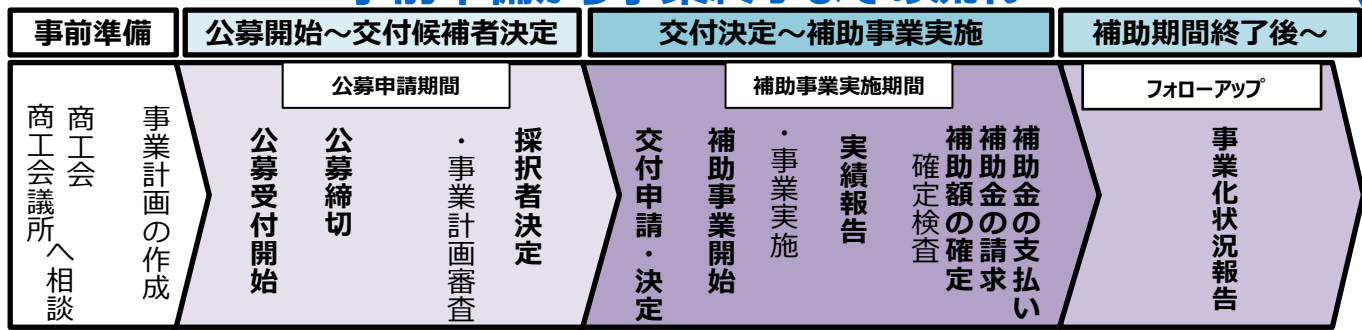 事前準備
公募開始～交付候補者決定
交付決定～補助事業実施
補助期間終了後～
商工会議所
商工会
へ相談
事業計画の作成
公募申請期間
公募受付開始
公募締切
・事業計画審査
採択者決定
補助事業実施期間
交付申請・決定
補助事業開始
・事業実施
実績報告
確定検査
補助額の確定
補助金の請求
補助金の支払い
フォローアップ
事業化状況報告